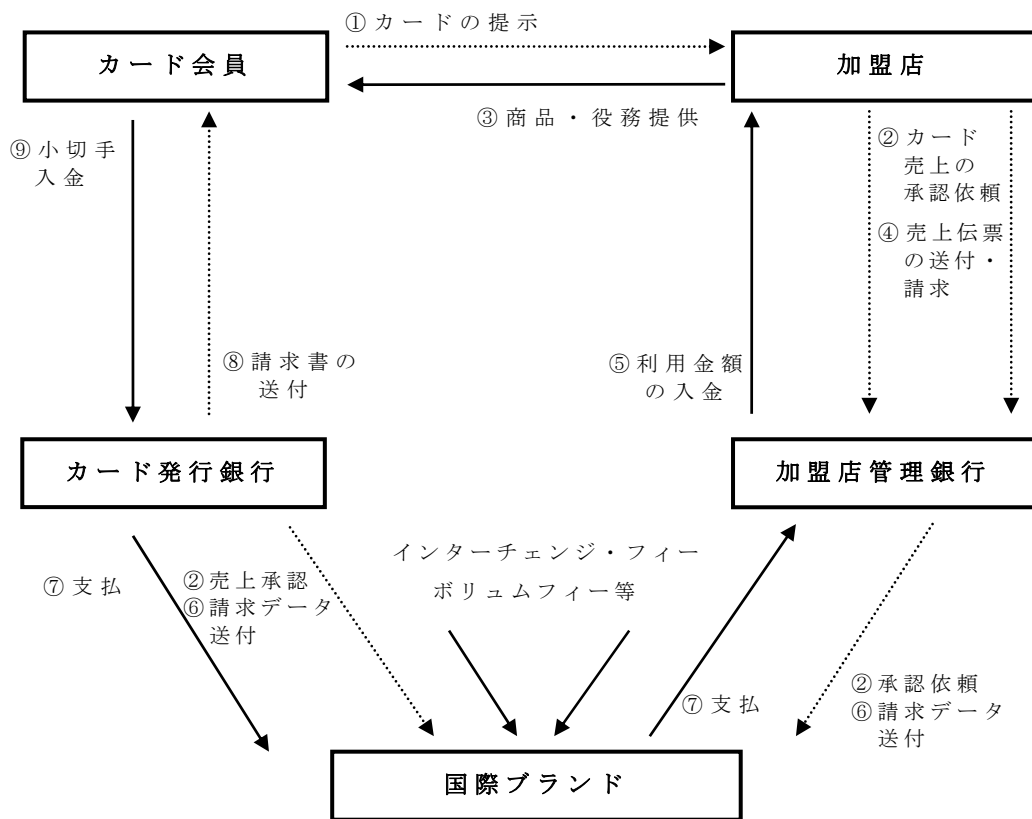 ①カードの提示
カード会員
加盟店
③商品・役務提供
⑨小切手
入金
②カード
売上の
承認依頼
④売上伝票
の送付・
請求
⑧請求書の
送付
⑤利用金額
の入金
カード発行銀行
加盟店管理銀行
インターチェンジ・フィー
ボリュムフィー等
⑦支払
②売上承認
⑥請求データ
送付
⑦支払
②承認依頼
⑥請求データ
送付
国際ブランド